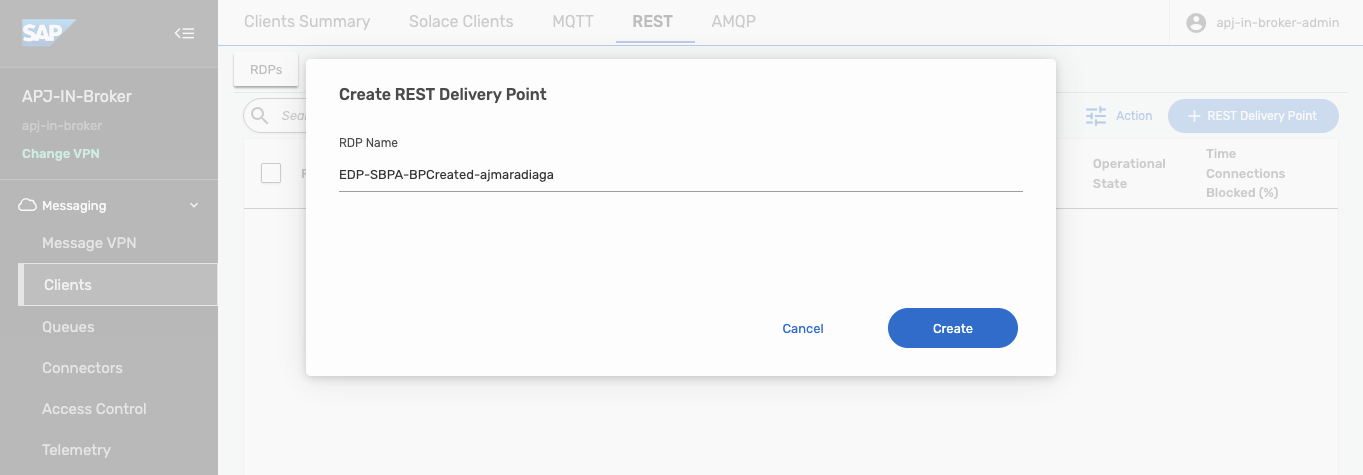 SAP
Clients Summary
Solace Clients
MQTT
REST
AMQP
apj-in-broker-admin
APJ-IN-Broker
apj-in-broker
Change VPN
Messaging
Message VPN
Clients
Queues
Connectors
Access Control
Telemetry
RDPs
Action
REST Delivery Point
Operational
State
Time
Connections
Blocked (%)
Create REST Delivery Point
RDP Name
EDP-SBPA-BPCreated-ajmaradiaga
Cancel
Create